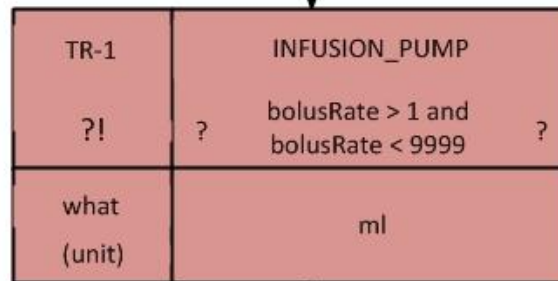 TR-1 INFUSION_PUMP
?! ? bolusRate > 1 and ?
bolusRate < 9999
what
(unit)
ml